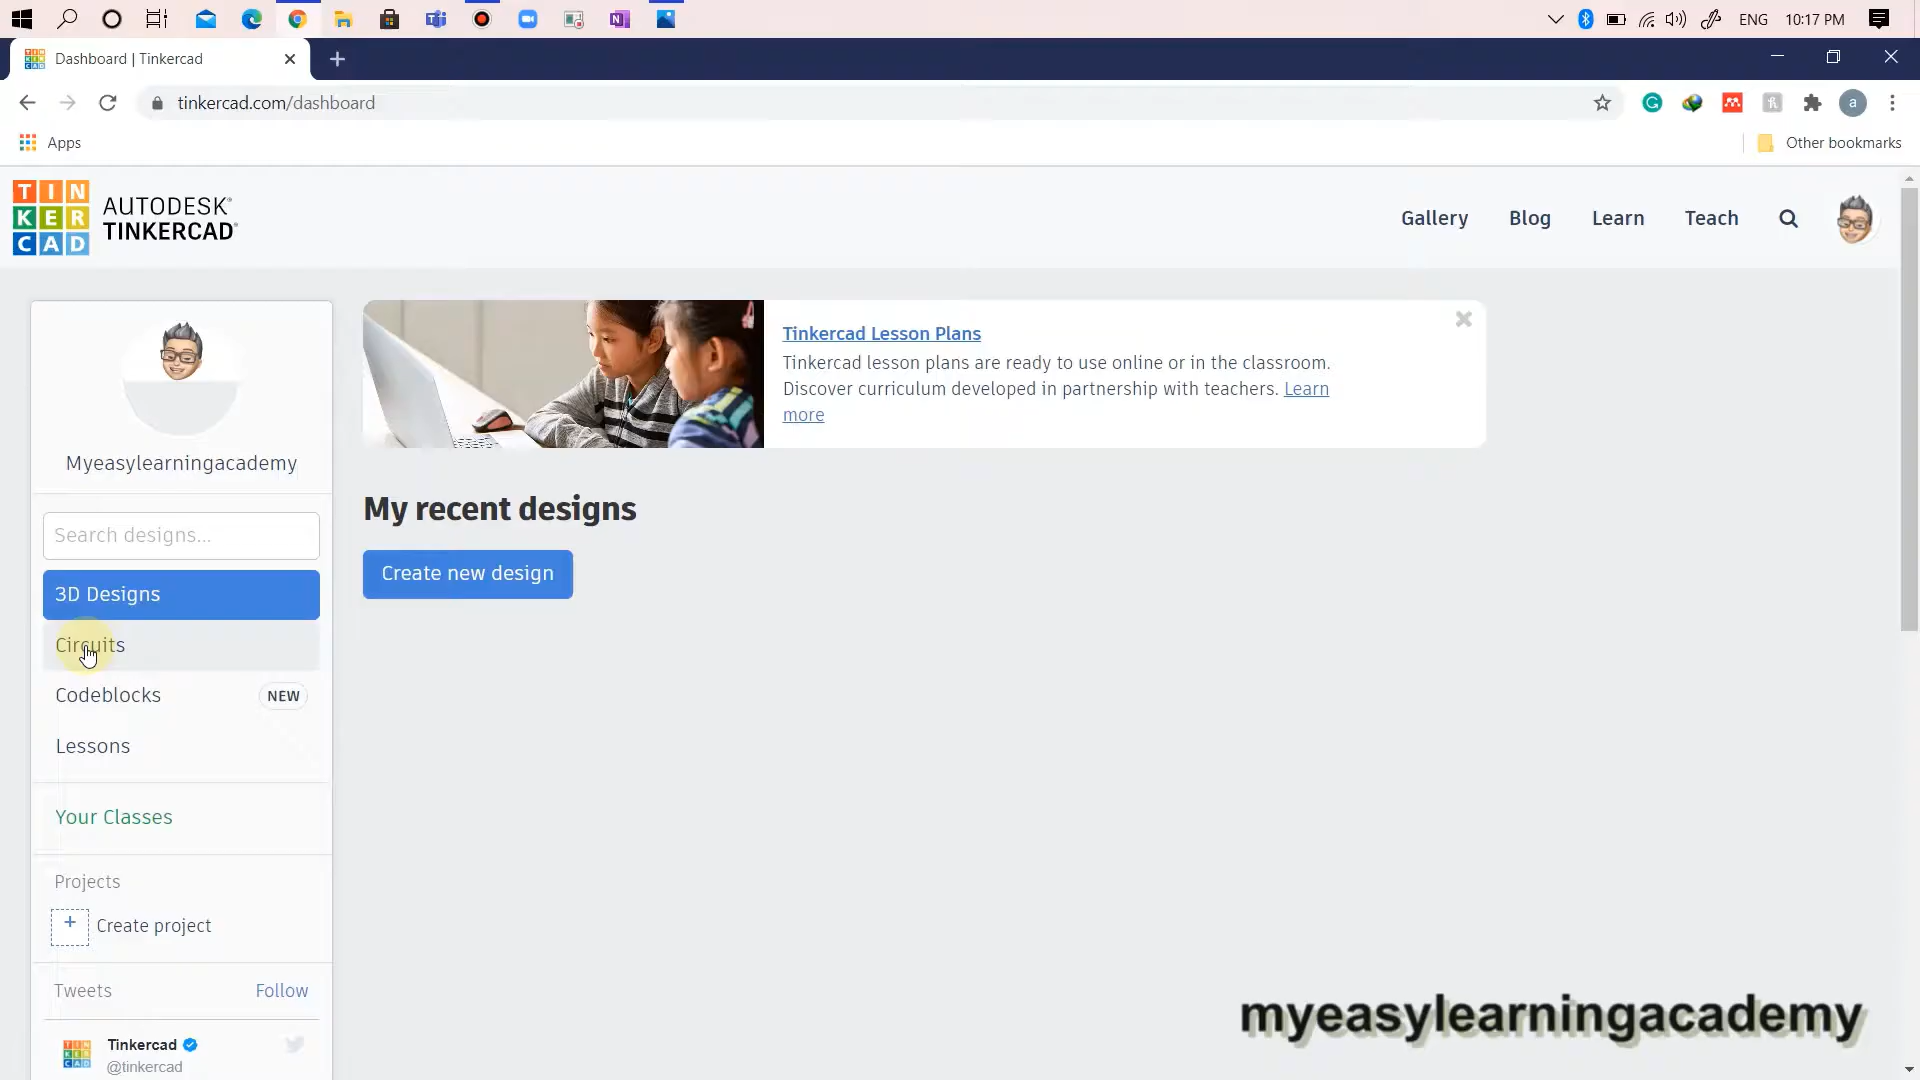 ENG 10:17 PM
Dashboard | Tinkercad
tinkercad.com/dashboard
a
Apps
Other bookmarks
TIN
KER
CAD
AUTODESK®
TINKERCAD®
Gallery Blog Learn Teach
Myeasylearningacademy
Search designs...
3D Designs
Circuits
Codeblocks NEW
Lessons
Your Classes
Projects
+ Create project
Tweets Follow
Tinkercad
@tinkercad
Tinkercad Lesson Plans
Tinkercad lesson plans are ready to use online or in the classroom.
Discover curriculum developed in partnership with teachers. Learn
more
My recent designs
Create new design
myeasylearningacademy